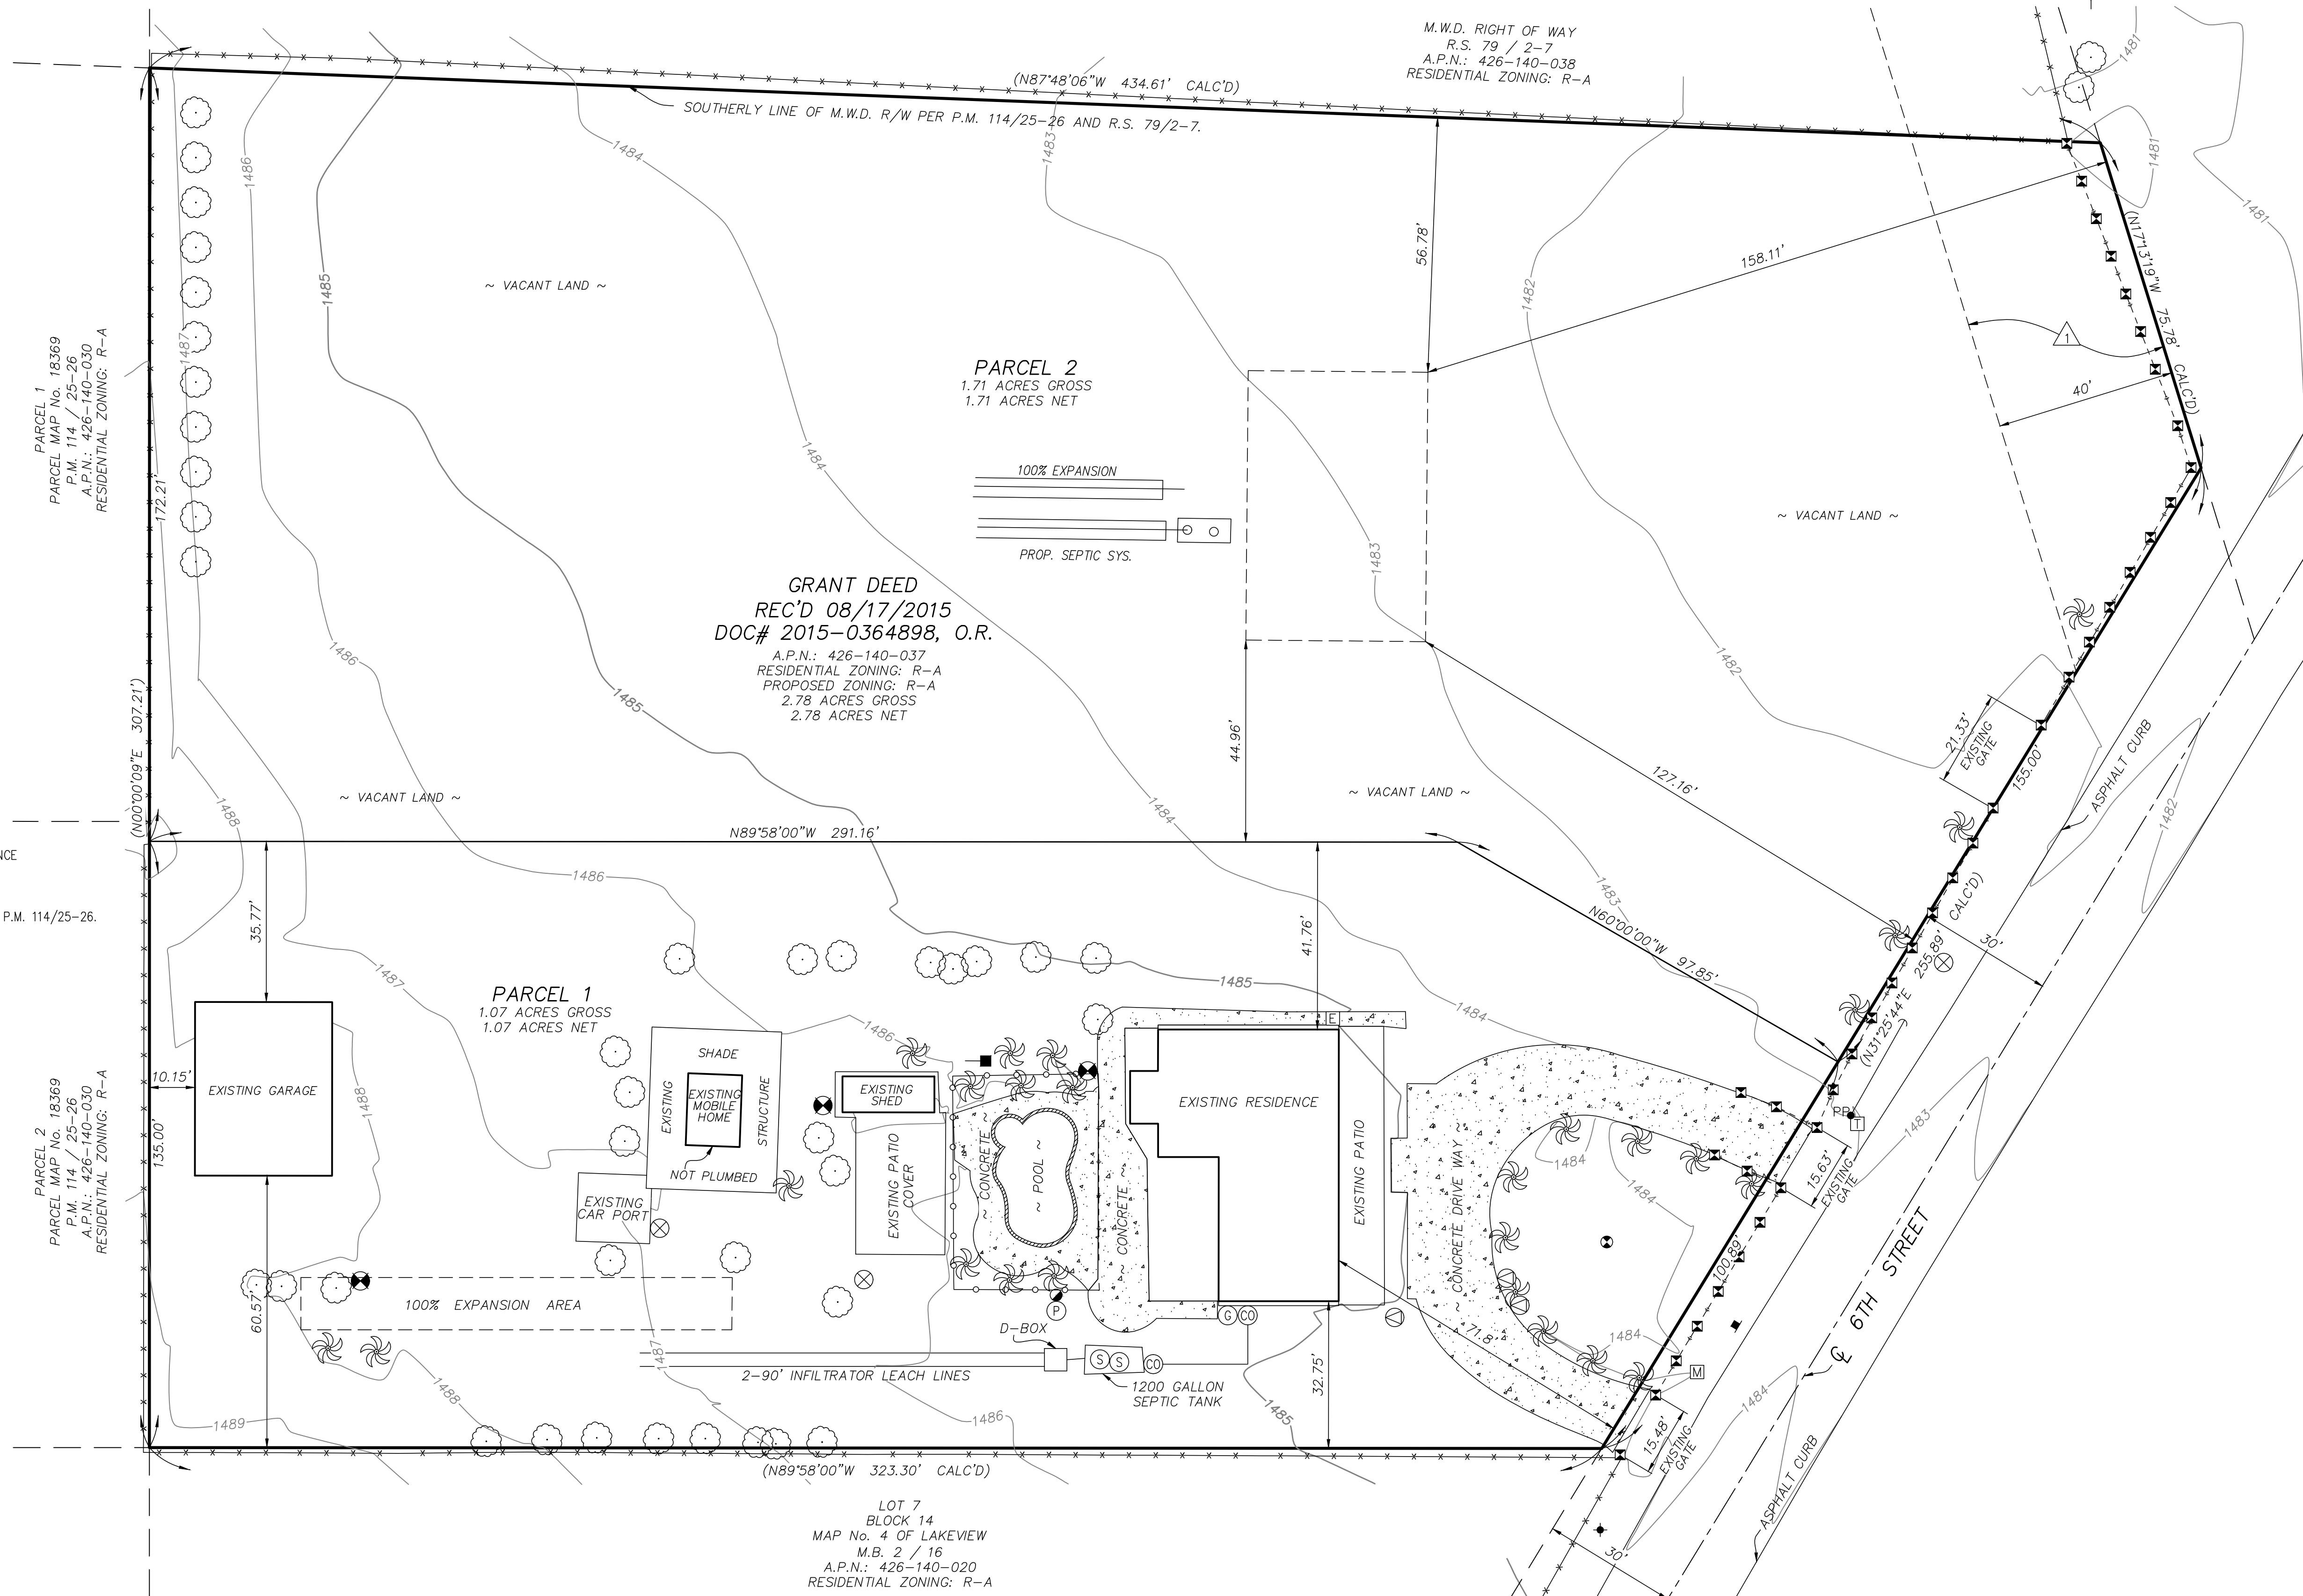 M.W.D. RIGHT OF WAY
R.S. 79 / 2-7
A.P.N.: 426-140-038
RESIDENTIAL ZONING: R-A
(N87°48'06"W 434.61' CALC'D)
SOUTHERLY LINE OF M.W.D. R/W PER P.M. 114/25-26 AND R.S. 79/2-7.
1481
1481
1481
1486
1484
1483
1487
1485
1482
~ VACANT LAND ~
56.78'
158.11'
(N17°13'19"W 75.78' CALC'D)
1
40'
PARCEL 1
PARCEL MAP No. 18369
P.M. 114 / 25-26
A.P.N.: 426-140-030
RESIDENTIAL ZONING: R-A
172.21'
(N00°00'09"E 307.21')
PARCEL 2
1.71 ACRES GROSS
1.71 ACRES NET
1484
100% EXPANSION
PROP. SEPTIC SYS.
1483
~ VACANT LAND ~
GRANT DEED
REC'D 08/17/2015
DOC# 2015-0364898, O.R.
A.P.N.: 426-140-037
RESIDENTIAL ZONING: R-A
PROPOSED ZONING: R-A
2.78 ACRES GROSS
2.78 ACRES NET
1486
1485
1482
44.96'
127.16'
21.33'
EXISTING
GATE
155.00'
ASPHALT CURB
1482
1488
~ VACANT LAND ~
1484
~ VACANT LAND ~
N89°58'00"W 291.16'
NCE
P.M. 114/25-26.
1486
35.77'
41.76'
1483
N60°00'00"W 97.85'
(N31°25'44"E 255.89' CALC'D)
30'
1487
PARCEL 1
1.07 ACRES GROSS
1.07 ACRES NET
1485
1484
1486
E
SHADE
EXISTING
STRUCTURE
EXISTING
MOBILE
HOME
NOT PLUMBED
EXISTING
SHED
10.15'
EXISTING GARAGE
1488
EXISTING RESIDENCE
PP
T
1483
PARCEL 2
PARCEL MAP No. 18369
P.M. 114 / 25-26
A.P.N.: 426-140-030
RESIDENTIAL ZONING: R-A
135.00'
EXISTING PATIO
COVER
~ CONCRETE ~
~ POOL ~
~ CONCRETE ~
EXISTING PATIO
~ CONCRETE DRIVE WAY ~
1484
1484
15.63'
EXISTING
GATE
EXISTING
CAR PORT
100.89'
60.57'
100% EXPANSION AREA
P
G
CO
D-BOX
S
S
CO
71.8'
1484
M
6TH STREET
1487
2-90' INFILTRATOR LEACH LINES
1200 GALLON
SEPTIC TANK
32.75'
1488
1489
1486
1485
15.48'
EXISTING
GATE
1484
ASPHALT CURB
(N89°58'00"W 323.30' CALC'D)
LOT 7
BLOCK 14
MAP No. 4 OF LAKEVIEW
M.B. 2 / 16
A.P.N.: 426-140-020
RESIDENTIAL ZONING: R-A
30'